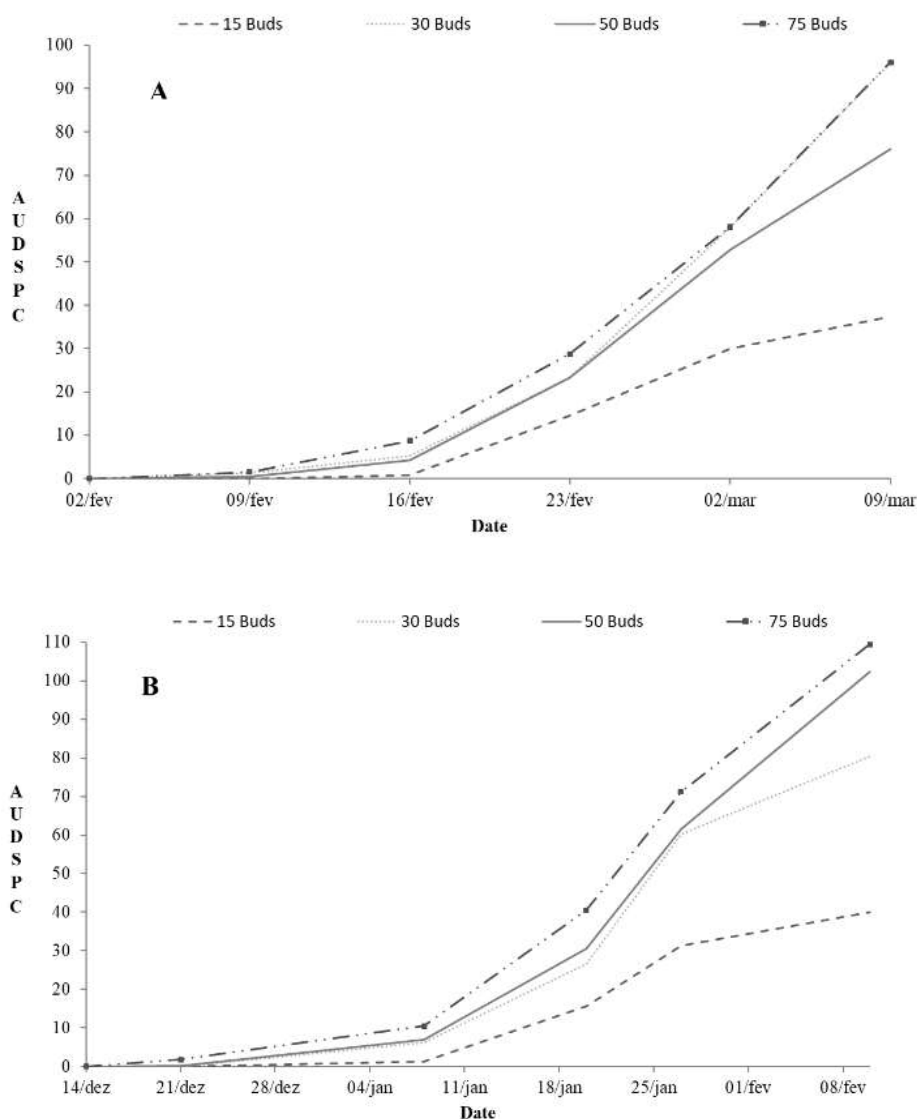 15 Buds 30 Buds 50 Buds 75 Buds
100
90
80
70
60
50
40
30
20
10
0
A
A
U
D
S
P
C
02/fev 09/fev 16/fev 23/fev 02/mar 09/mar
Date
15 Buds 30 Buds 50 Buds 75 Buds
110
100
90
80
70
60
50
40
30
20
10
0
B
A
U
D
S
P
C
14/dez 21/dez 28/dez 04/jan 11/jan 18/jan 25/jan 01/fev 08/fev
Date